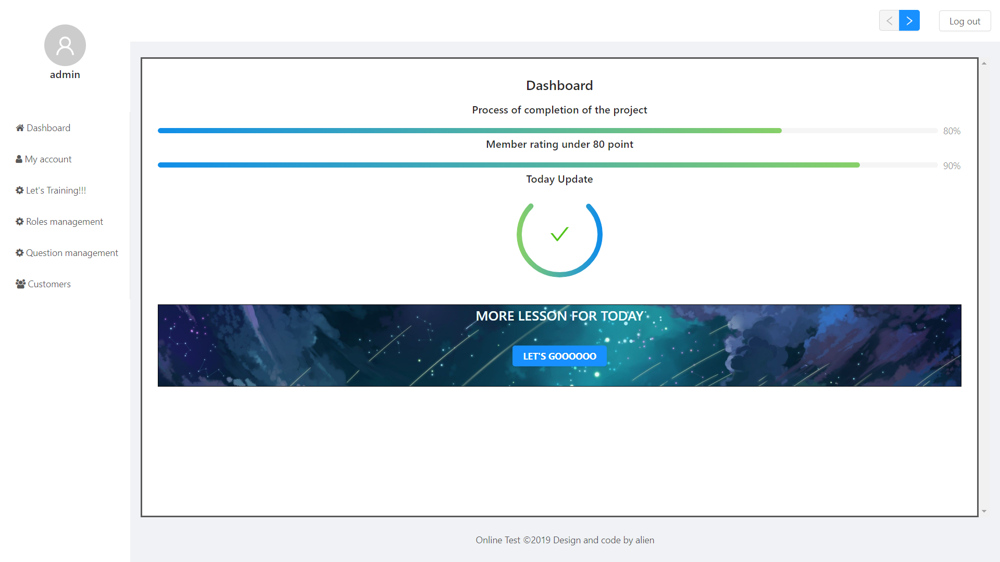 Log out
admin
Dashboard
My account
Let's Training!!!
Roles management
Question management
Customers
Dashboard
Process of completion of the project
80%
Member rating under 80 point
90%
Today Update
MORE LESSON FOR TODAY
LET'S GOOOOOO
Online Test ©2019 Design and code by alien